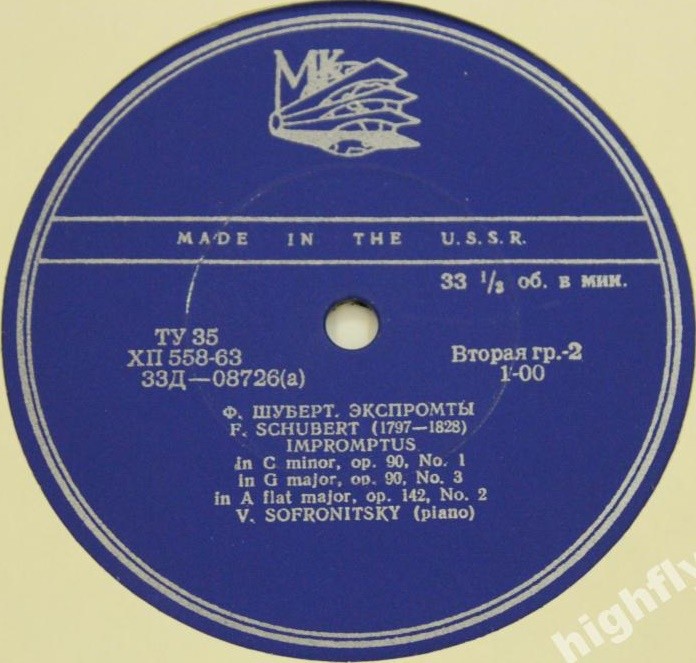 МК
MADE IN THE U.S.S.R.
33 1/3 об. в мин.
ТУ 35
ХП 558-63
33Д—08726(а)
Вторая гр.-2
1-00
Ф. ШУБЕРТ. ЭКСПРОМТЫ
F. SCHUBERT (1797—1828)
IMPROMPTUS
in C minor, op. 90, No. 1
in G major, op. 90, No. 3
in A flat major, op. 142, No. 2
V. SOFRONITSKY (piano)
highfly